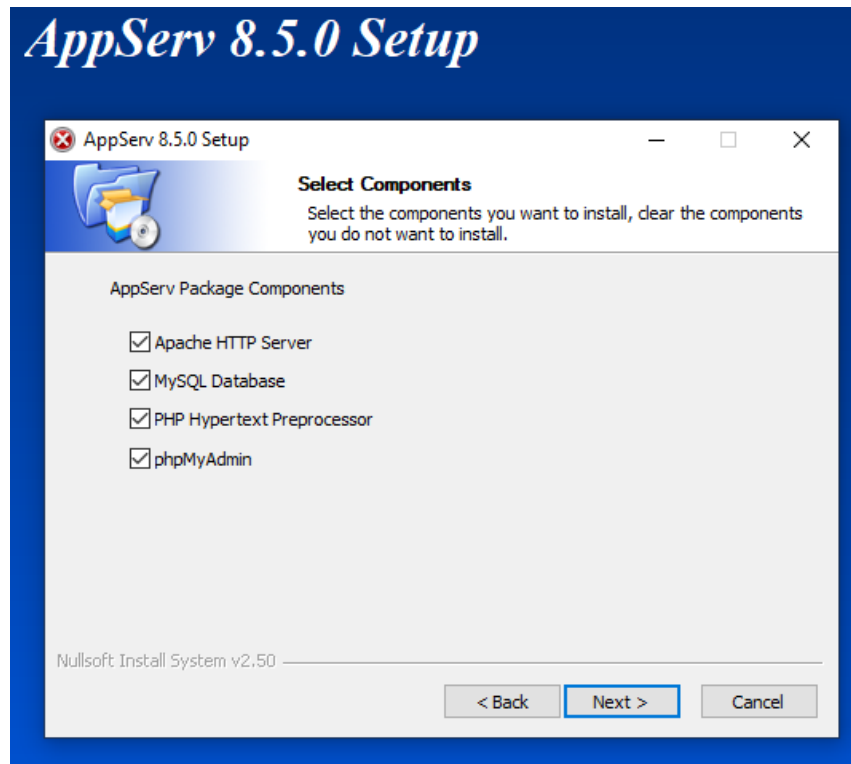 AppServ 8.5.0 Setup
AppServ 8.5.0 Setup
Select Components
Select the components you want to install, clear the components
you do not want to install.
AppServ Package Components
Apache HTTP Server
MySQL Database
PHP Hypertext Preprocessor
phpMyAdmin
Nullsoft Install System v2.50
< Back
Next >
Cancel